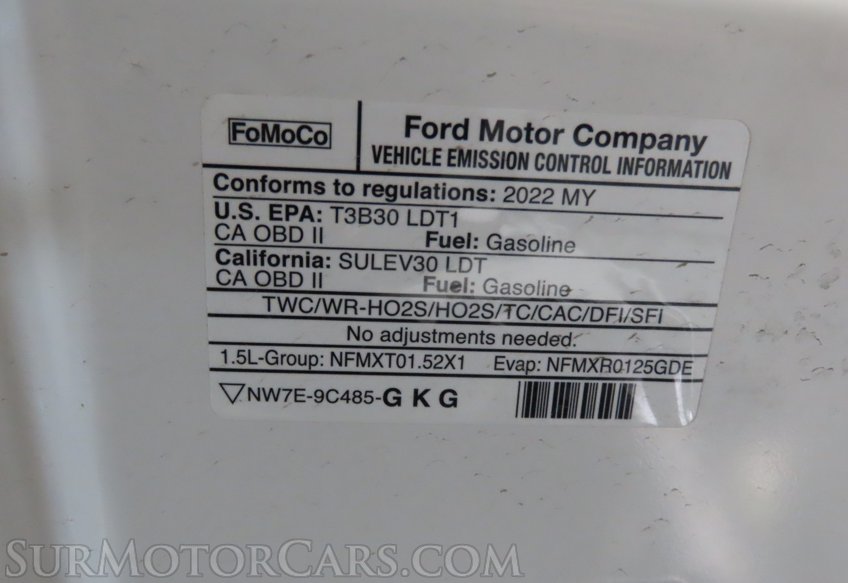 FoMoCo
Ford Motor Company
VEHICLE EMISSION CONTROL INFORMATION
Conforms to regulations: 2022 MY
U.S. EPA: T3B30 LDT1
CA OBD II Fuel: Gasoline
California: SULEV30 LDT
CA OBD II Fuel: Gasoline
TWC/WR-HO2S/HO2S/TC/CAC/DFI/SFI
No adjustments needed.
1.5L-Group: NFMXT01.52X1 Evap: NFMXR0125GDE
▽NW7E-9C485-G K G
SurMotorCars.com